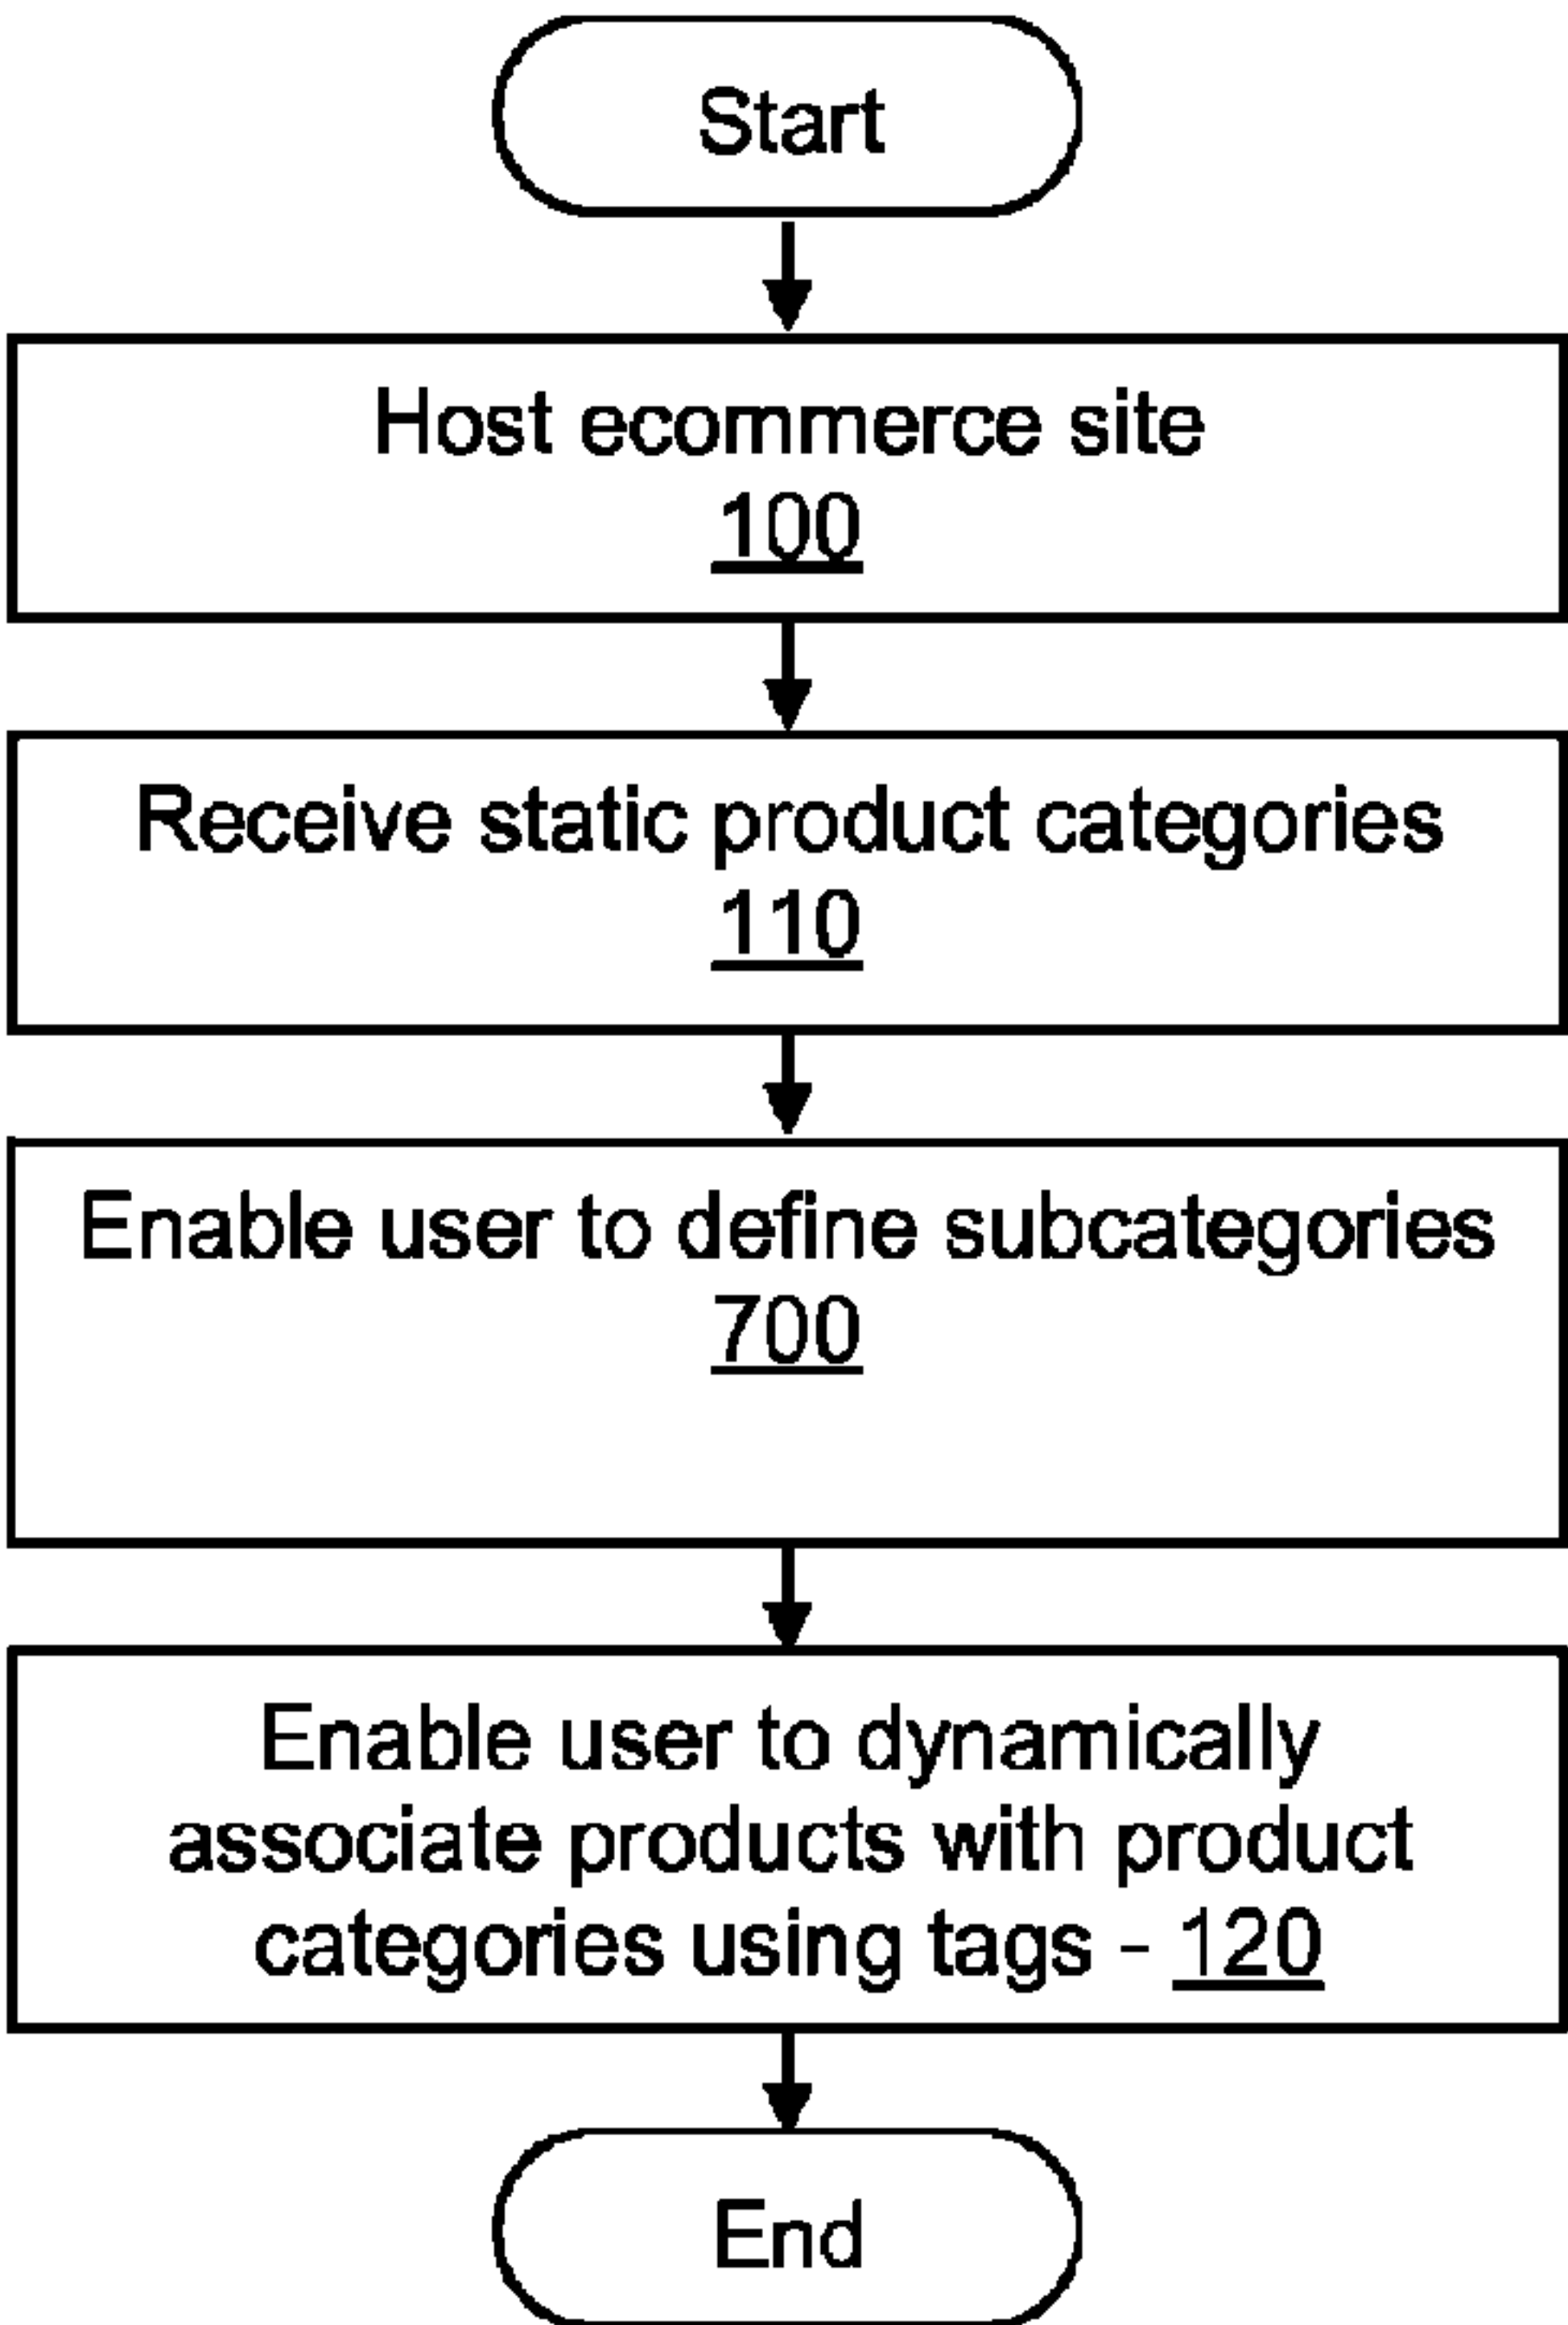 Start
Host ecommerce site
100
Receive static product categories
110
Enable user to define subcategories
700
Enable user to dynamically
associate products with product
categories using tags - 120
End